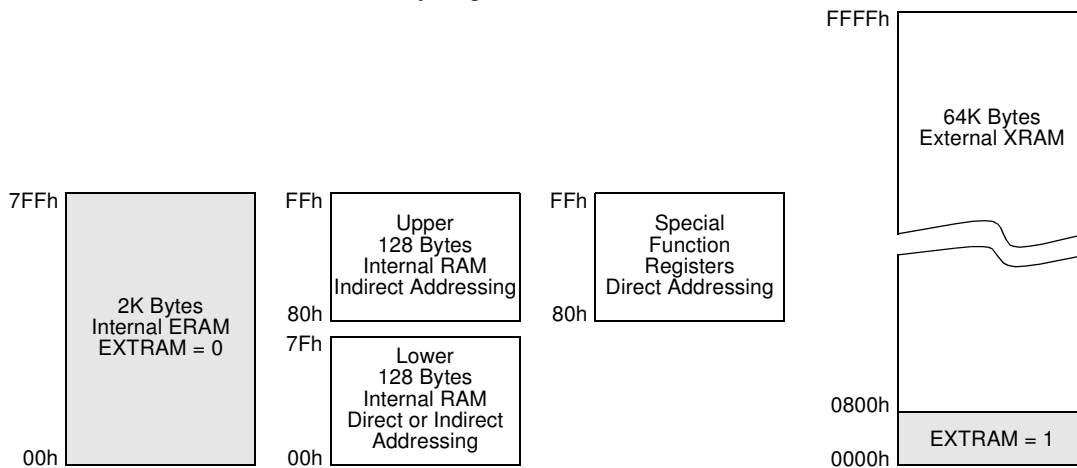 FFFFh
64K Bytes
External XRAM
0800h
EXTRAM = 1
0000h
7FFh
2K Bytes
Internal ERAM
EXTRAM = 0
00h
FFh
Upper
128 Bytes
Internal RAM
Indirect Addressing
80h
7Fh
Lower
128 Bytes
Internal RAM
Direct or Indirect
Addressing
00h
FFh
Special
Function
Registers
Direct Addressing
80h